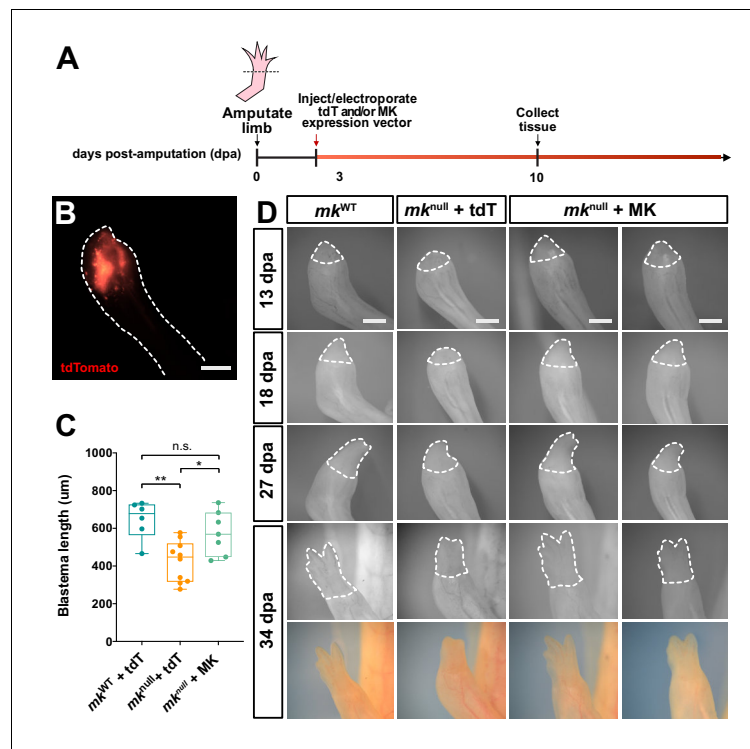 A
Amputate
limb
Inject/electroporate
tdT and/or MK
expression vector
Collect
tissue
days post-amputation (dpa)
0
3
10
B
tdTomato
C
n.s.
*
**
1000
800
600
400
200
0
Blastema length (um)
mkWT + tdT
mknull + tdT
mknull + MK
D
mkWT
mknull + tdT
mknull + MK
13 dpa
18 dpa
27 dpa
34 dpa